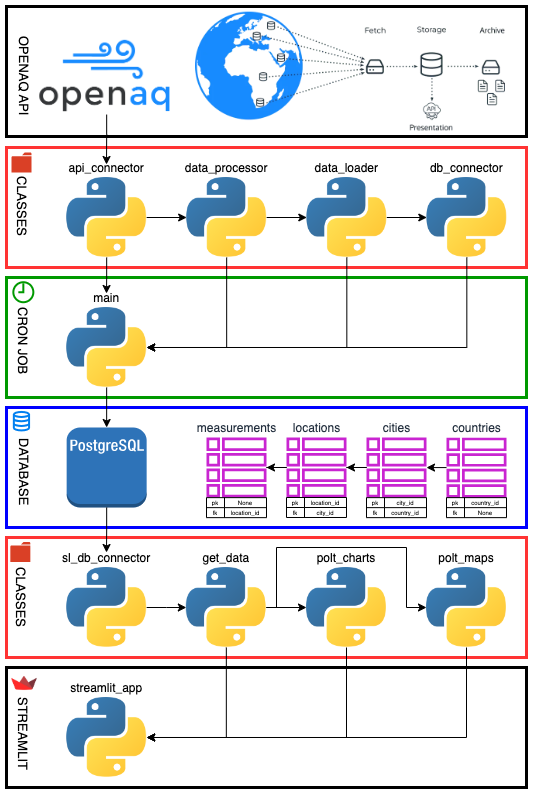 OPENAQ API
openaq
Fetch
Storage
Archive
API
Presentation
CLASSES
api_connector
data_processor
data_loader
db_connector
CRON JOB
main
DATABASE
PostgreSQL
measurements
locations
cities
countries
pk None
fk location_id
pk location_id
fk city_id
pk city_id
fk country_id
pk country_id
fk None
CLASSES
sl_db_connector
get_data
polt_charts
polt_maps
STREAMLIT
streamlit_app